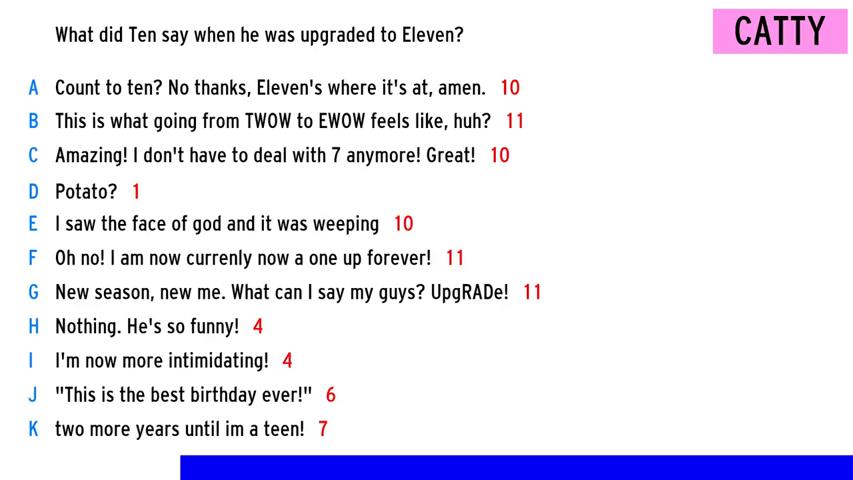 What did Ten say when he was upgraded to Eleven?
CATTY
A Count to ten? No thanks, Eleven's where it's at, amen. 10
B This is what going from TWOW to EWOW feels like, huh? 11
C Amazing! I don't have to deal with 7 anymore! Great! 10
D Potato? 1
E I saw the face of god and it was weeping 10
F Oh no! I am now currenly now a one up forever! 11
G New season, new me. What can I say my guys? UpgRADe! 11
H Nothing. He's so funny! 4
I I'm now more intimidating! 4
J "This is the best birthday ever!" 6
K two more years until im a teen! 7